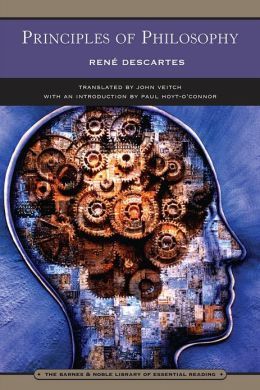 PRINCIPLES OF PHILOSOPHY
RENÉ DESCARTES
TRANSLATED BY JOHN VEITCH
WITH AN INTRODUCTION BY PAUL HOYT-O'CONNOR
THE BARNES & NOBLE LIBRARY OF ESSENTIAL READING